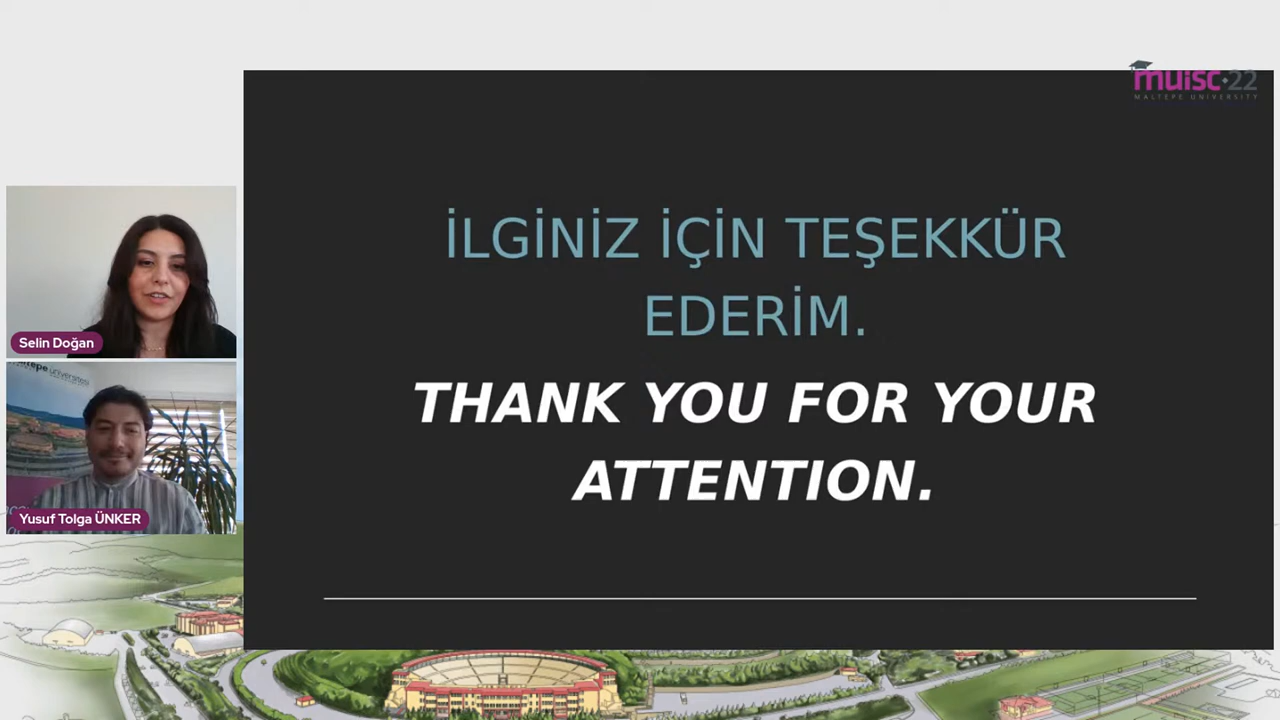 muisc·22
MALTEPE UNIVERSITY
İLGİNİZ İÇİN TEŞEKKÜR
EDERİM.
THANK YOU FOR YOUR
ATTENTION.
Selin Doğan
üniversitesi
Yusuf Tolga ÜNKER